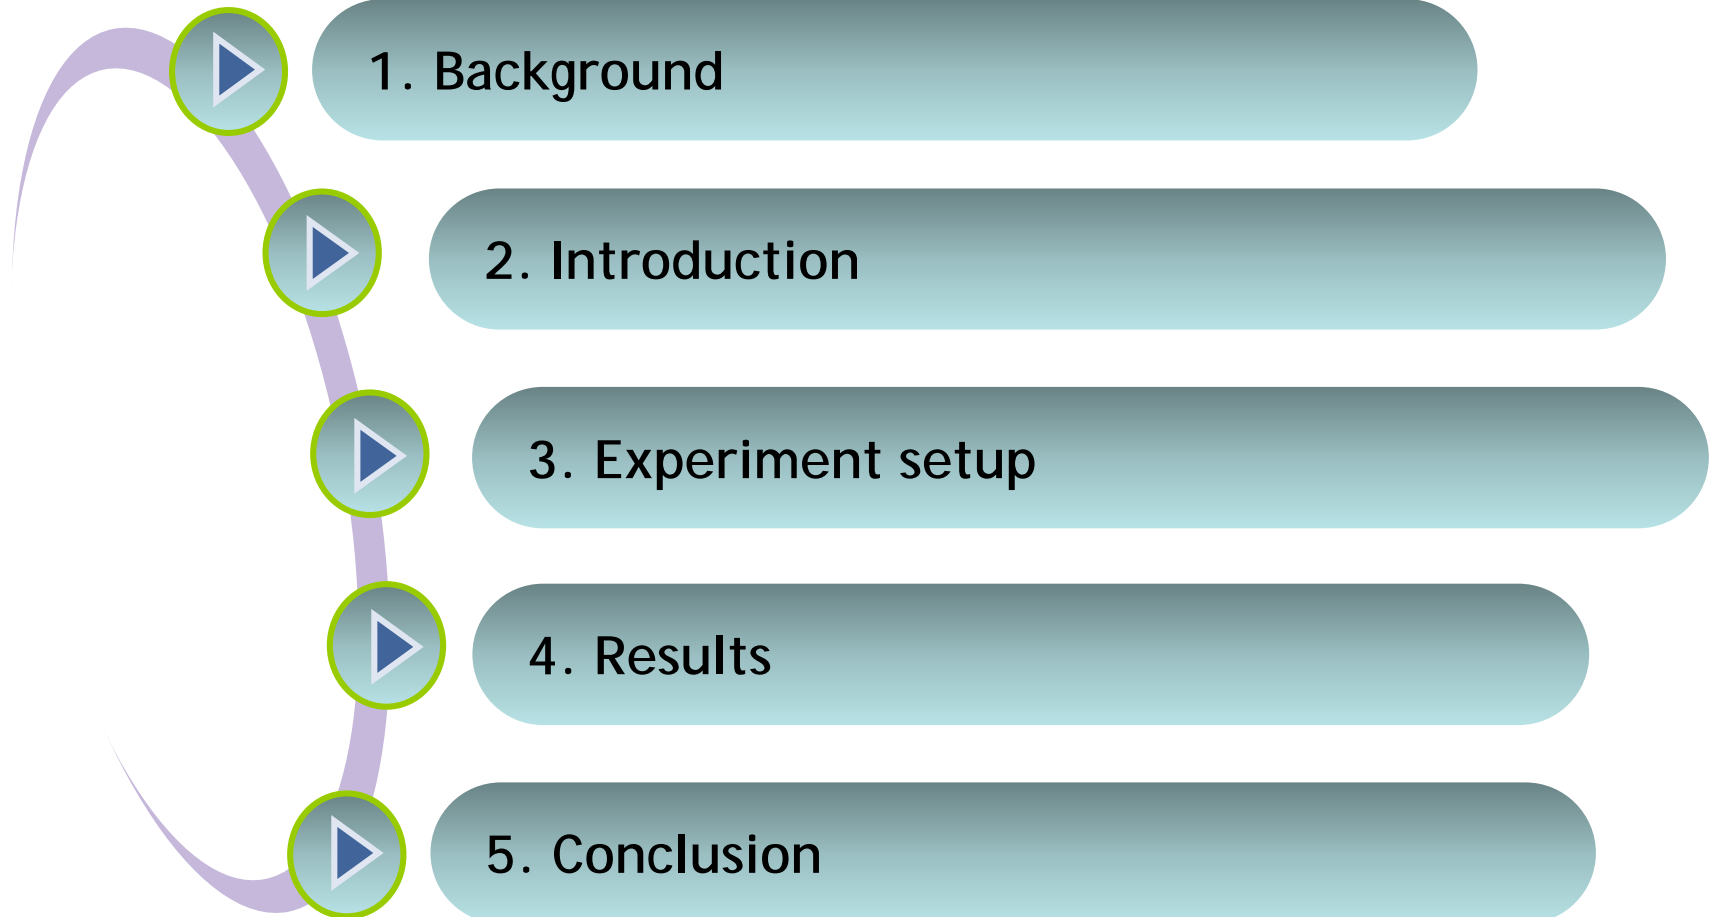 1. Background
2. Introduction
3. Experiment setup
4. Results
5. Conclusion